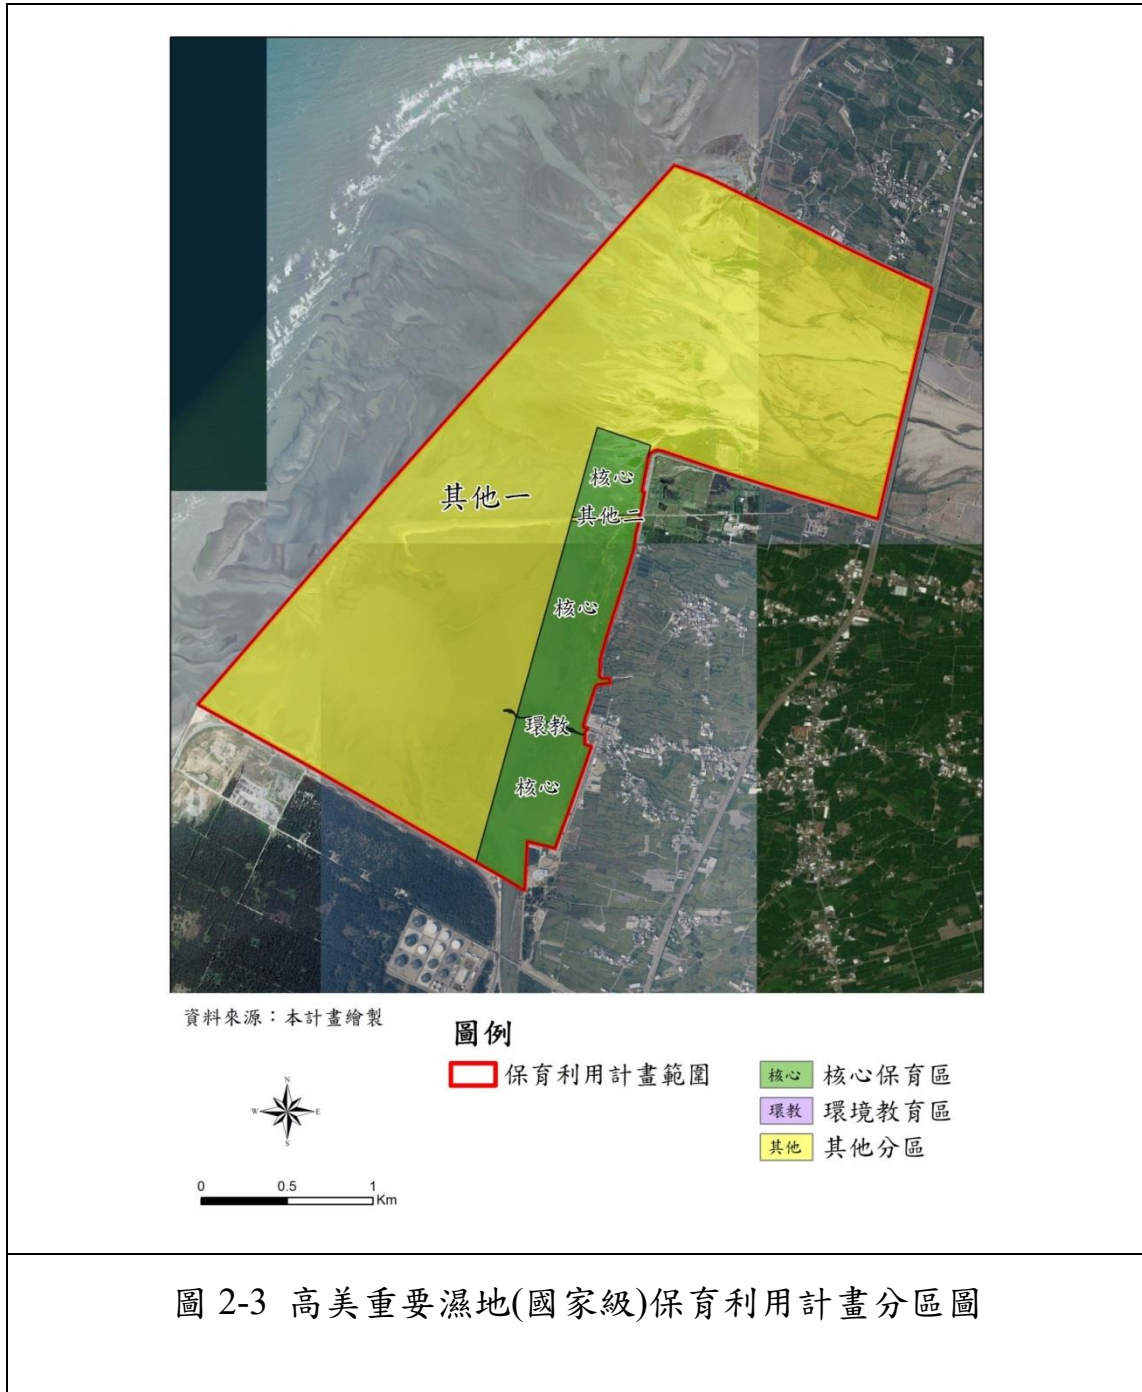 核心
其他一
其他二
核心
環教
核心
資料來源：本計畫繪製
圖例
保育利用計畫範圍
核心 核心保育區
環教 環境教育區
其他 其他分區
N
W E
S
0 0.5 1
Km
圖 2-3 高美重要濕地(國家級)保育利用計畫分區圖